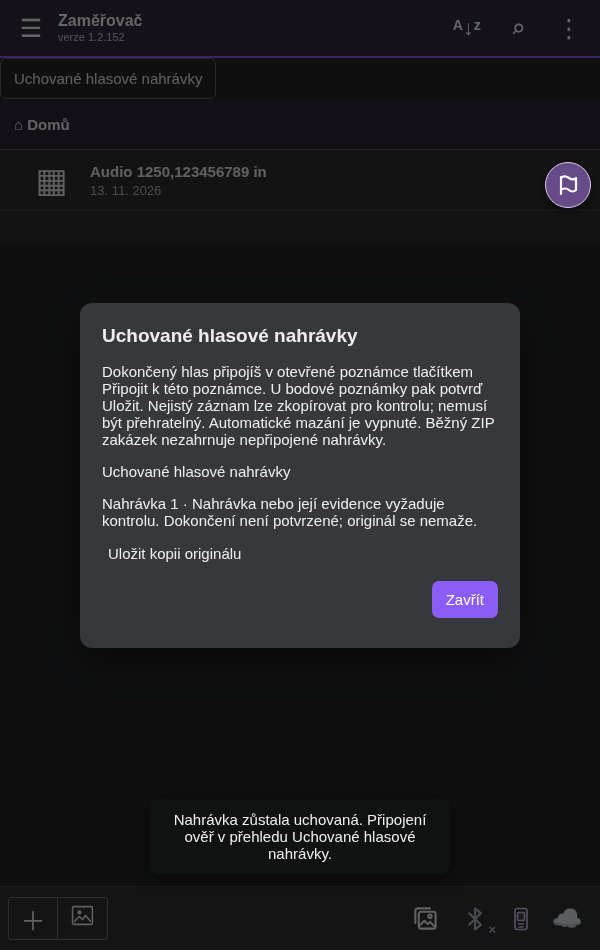 Zaměřovač
verze 1.2.152
A↓z
Uchované hlasové nahrávky
Domů
Audio 1250,123456789 in
13. 11. 2026
Uchované hlasové nahrávky
Dokončený hlas připojíš v otevřené poznámce tlačítkem
Připojit k této poznámce. U bodové poznámky pak potvrď
Uložit. Nejistý záznam lze zkopírovat pro kontrolu; nemusí
být přehratelný. Automatické mazání je vypnuté. Běžný ZIP
zakázek nezahrnuje nepřipojené nahrávky.
Uchované hlasové nahrávky
Nahrávka 1 · Nahrávka nebo její evidence vyžaduje
kontrolu. Dokončení není potvrzené; originál se nemaže.
Uložit kopii originálu
Zavřít
Nahrávka zůstala uchovaná. Připojení
ověř v přehledu Uchované hlasové
nahrávky.